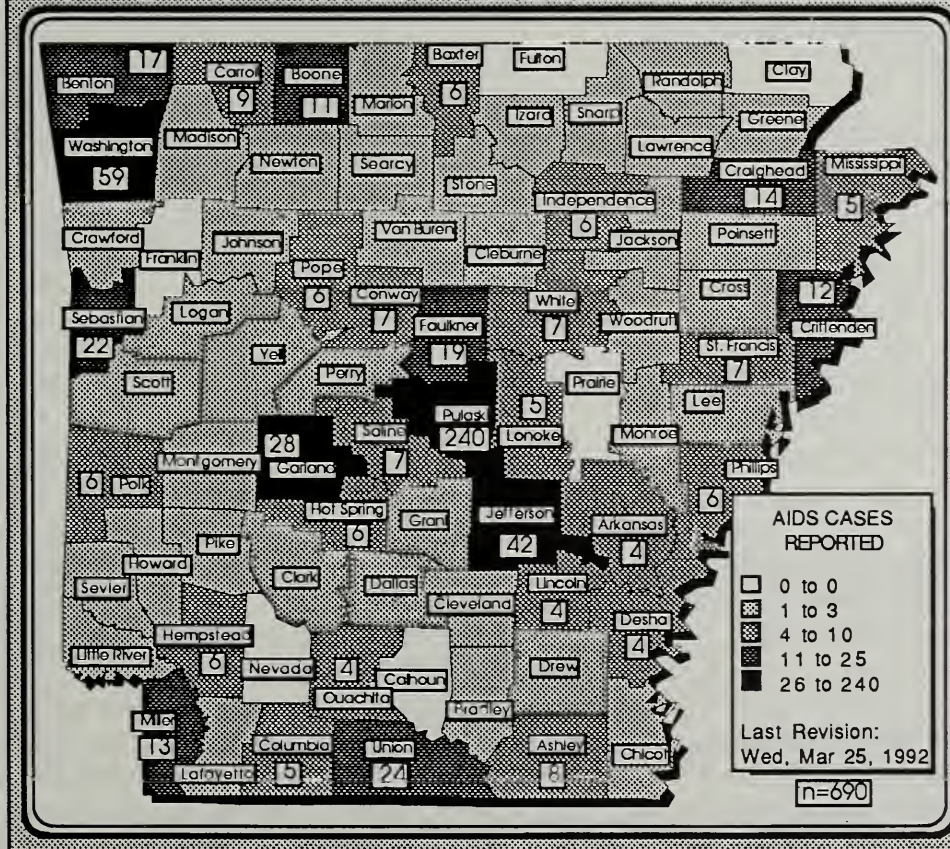 17
Benton
Carroll
9
Boone
11
Marion
Baxter
6
Fulton
Izard
Sharp
Randolph
Clay
Greene
Lawrence
Washington
59
Madison
Newton
Searcy
Stone
Independence
6
Craighead
14
Mississippi
5
Crawford
Franklin
Johnson
Van Buren
Cleburne
Jackson
Poinsett
Pope
6
Conway
7
White
7
Woodruff
Cross
12
Crittenden
Sebastian
22
Logan
Yell
Faulkner
19
St. Francis
7
Scott
Perry
Prairie
Lee
28
Garland
Saline
7
Pulaski
240
5
Lonoke
Monroe
Phillips
6
6
Polk
Montgomery
Hot Spring
6
Grant
Jefferson
42
Arkansas
4
Pike
Howard
Sevier
Clark
Dallas
Cleveland
Lincoln
4
Desha
4
Little River
Hempstead
6
Nevada
4
Ouachita
Calhoun
Bradley
Drew
Miller
13
Lafayette
Columbia
5
Union
24
Ashley
8
Chicot
AIDS CASES
REPORTED
0 to 0
1 to 3
4 to 10
11 to 25
26 to 240
Last Revision:
Wed, Mar 25, 1992
n=690